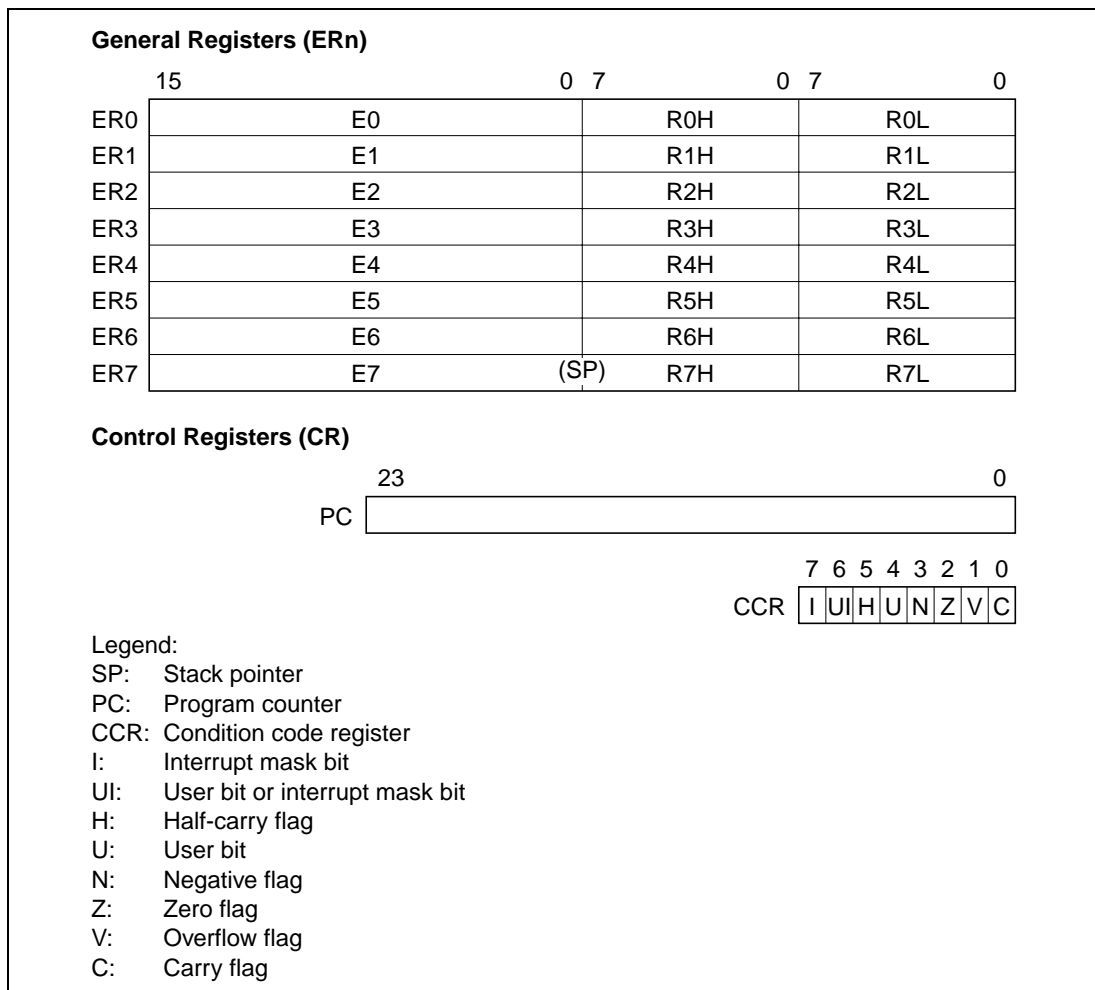 General Registers (ERn)
15 0 7 0 7 0
ER0 E0 R0H R0L
ER1 E1 R1H R1L
ER2 E2 R2H R2L
ER3 E3 R3H R3L
ER4 E4 R4H R4L
ER5 E5 R5H R5L
ER6 E6 R6H R6L
ER7 E7 (SP) R7H R7L
Control Registers (CR)
23 0
PC
7 6 5 4 3 2 1 0
CCR I UI H U N Z V C
Legend:
SP: Stack pointer
PC: Program counter
CCR: Condition code register
I: Interrupt mask bit
UI: User bit or interrupt mask bit
H: Half-carry flag
U: User bit
N: Negative flag
Z: Zero flag
V: Overflow flag
C: Carry flag